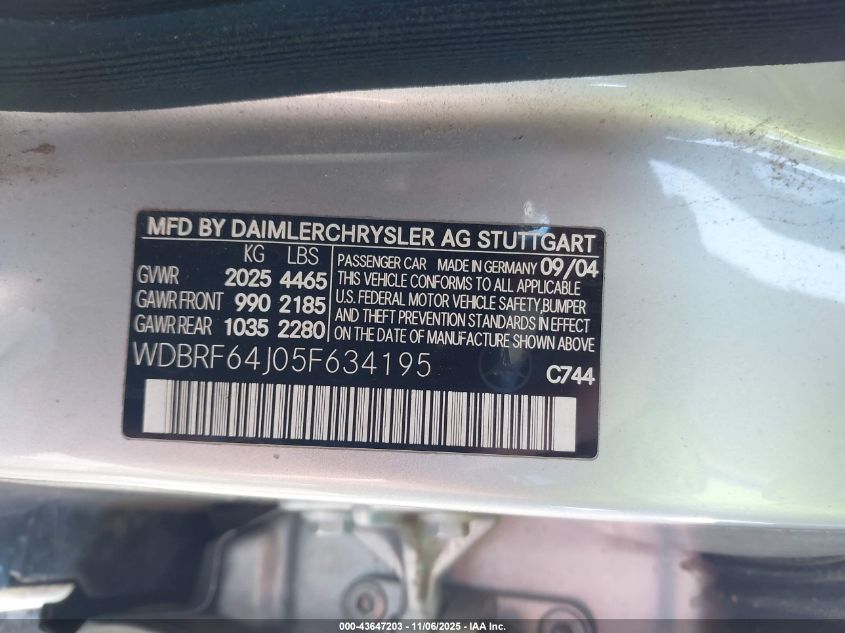 MFD BY DAIMLERCHRYSLER AG STUTTGART
KG LBS
GVWR 2025 4465
GAWR FRONT 990 2185
GAWR REAR 1035 2280
PASSENGER CAR MADE IN GERMANY 09/04
THIS VEHICLE CONFORMS TO ALL APPLICABLE
U.S. FEDERAL MOTOR VEHICLE SAFETY,BUMPER
AND THEFT PREVENTION STANDARDS IN EFFECT
ON THE DATE OF MANUFACTURE SHOWN ABOVE
WDBRF64J05F634195
C744
000-43647203 - 11/06/2025 - IAA Inc.